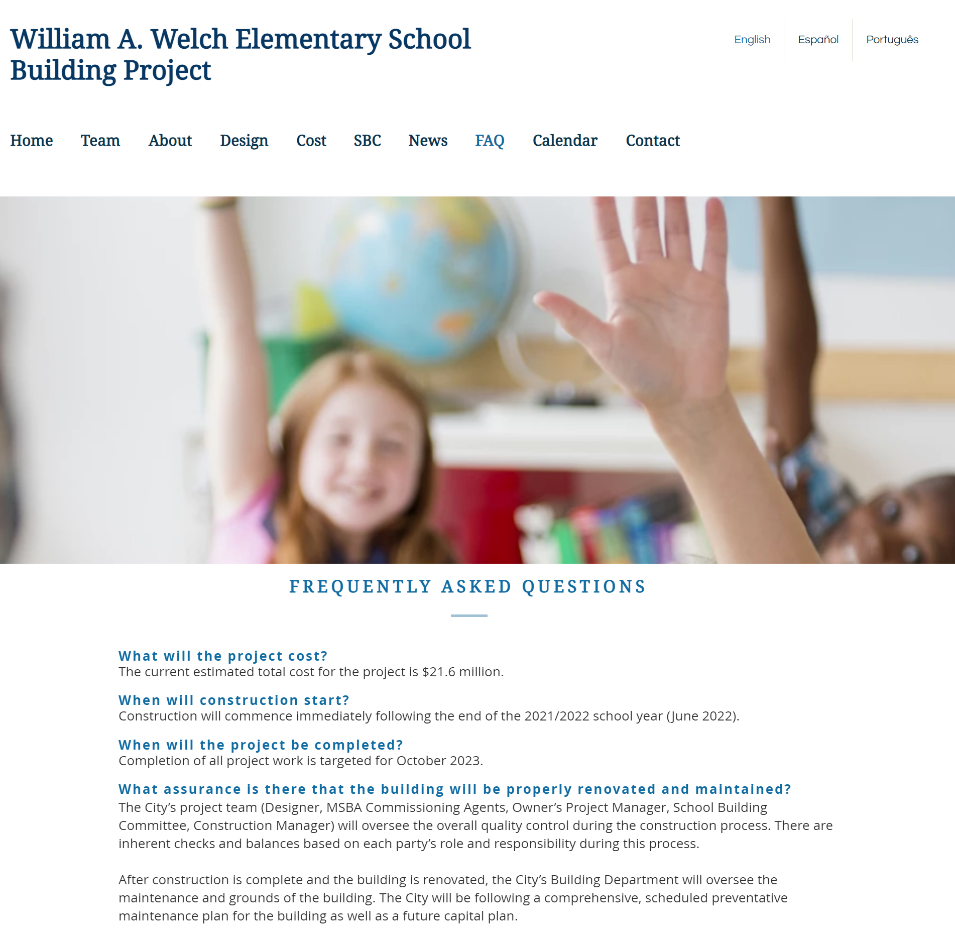 William A. Welch Elementary School
Building Project
English Español Português
Home Team About Design Cost SBC News FAQ Calendar Contact
FREQUENTLY ASKED QUESTIONS
What will the project cost?
The current estimated total cost for the project is $21.6 million.
When will construction start?
Construction will commence immediately following the end of the 2021/2022 school year (June 2022).
When will the project be completed?
Completion of all project work is targeted for October 2023.
What assurance is there that the building will be properly renovated and maintained?
The City’s project team (Designer, MSBA Commissioning Agents, Owner’s Project Manager, School Building
Committee, Construction Manager) will oversee the overall quality control during the construction process. There are
inherent checks and balances based on each party’s role and responsibility during this process.
After construction is complete and the building is renovated, the City’s Building Department will oversee the
maintenance and grounds of the building. The City will be following a comprehensive, scheduled preventative
maintenance plan for the building as well as a future capital plan.